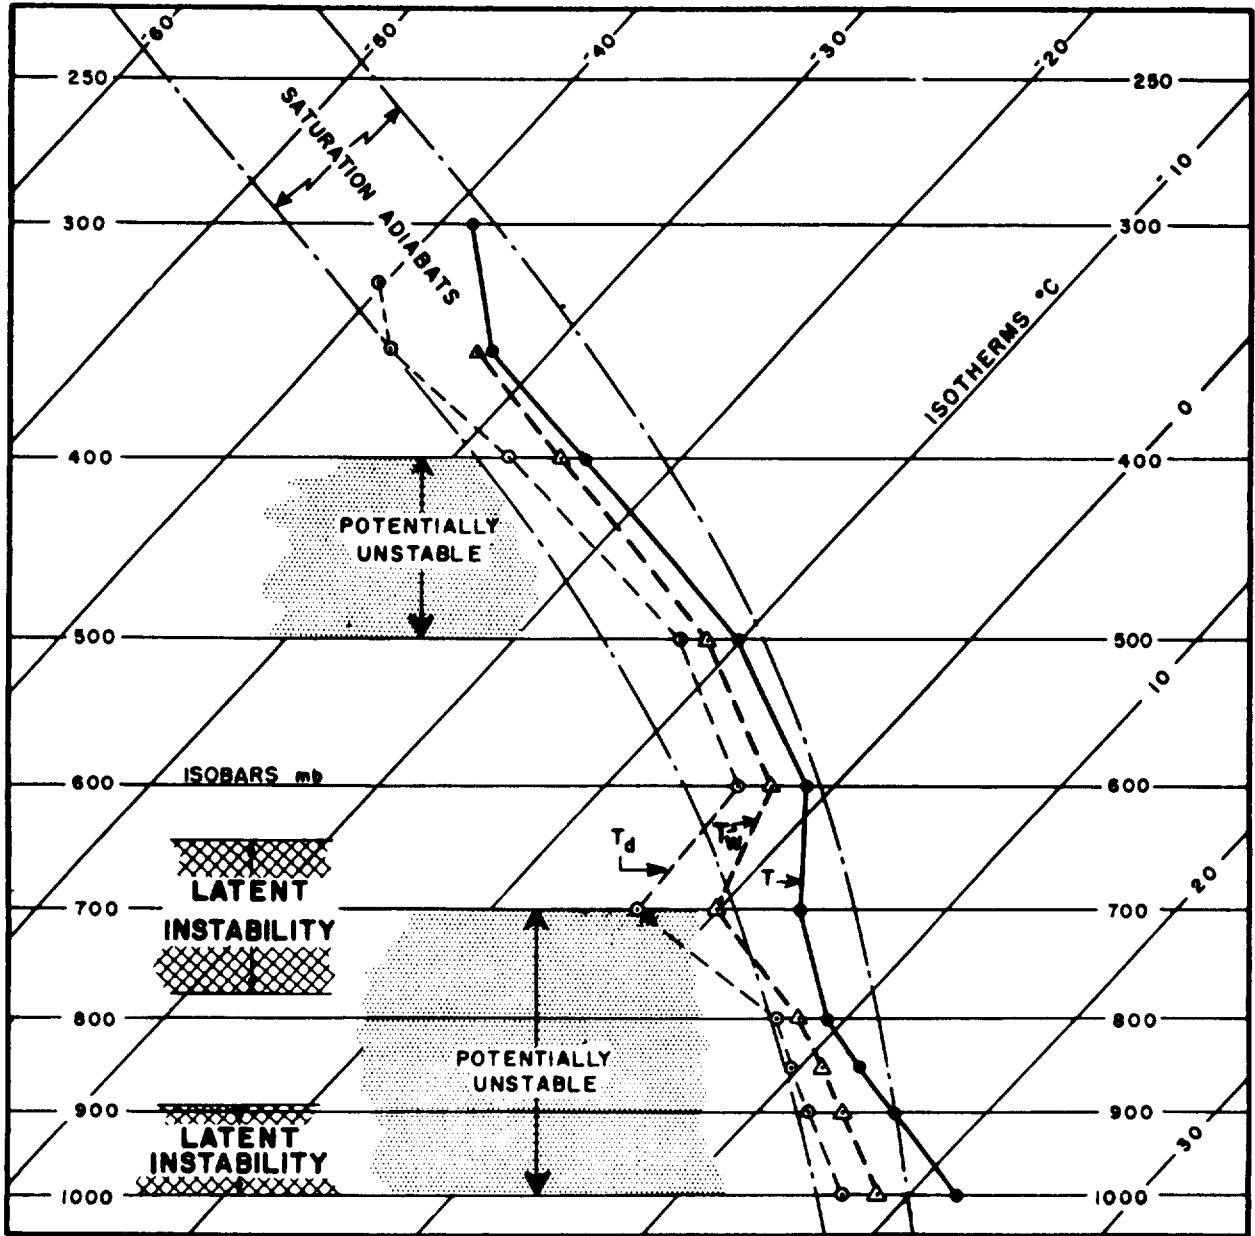 -60
-50
-40
-30
-20
250
250
SATURATION ADIABATS
-10
300
300
ISOTHERMS °C
0
400
400
POTENTIALLY
UNSTABLE
500
500
10
ISOBARS mb
600
600
Td
Tw
T
LATENT
INSTABILITY
20
700
700
800
800
POTENTIALLY
UNSTABLE
900
900
LATENT
INSTABILITY
30
1000
1000